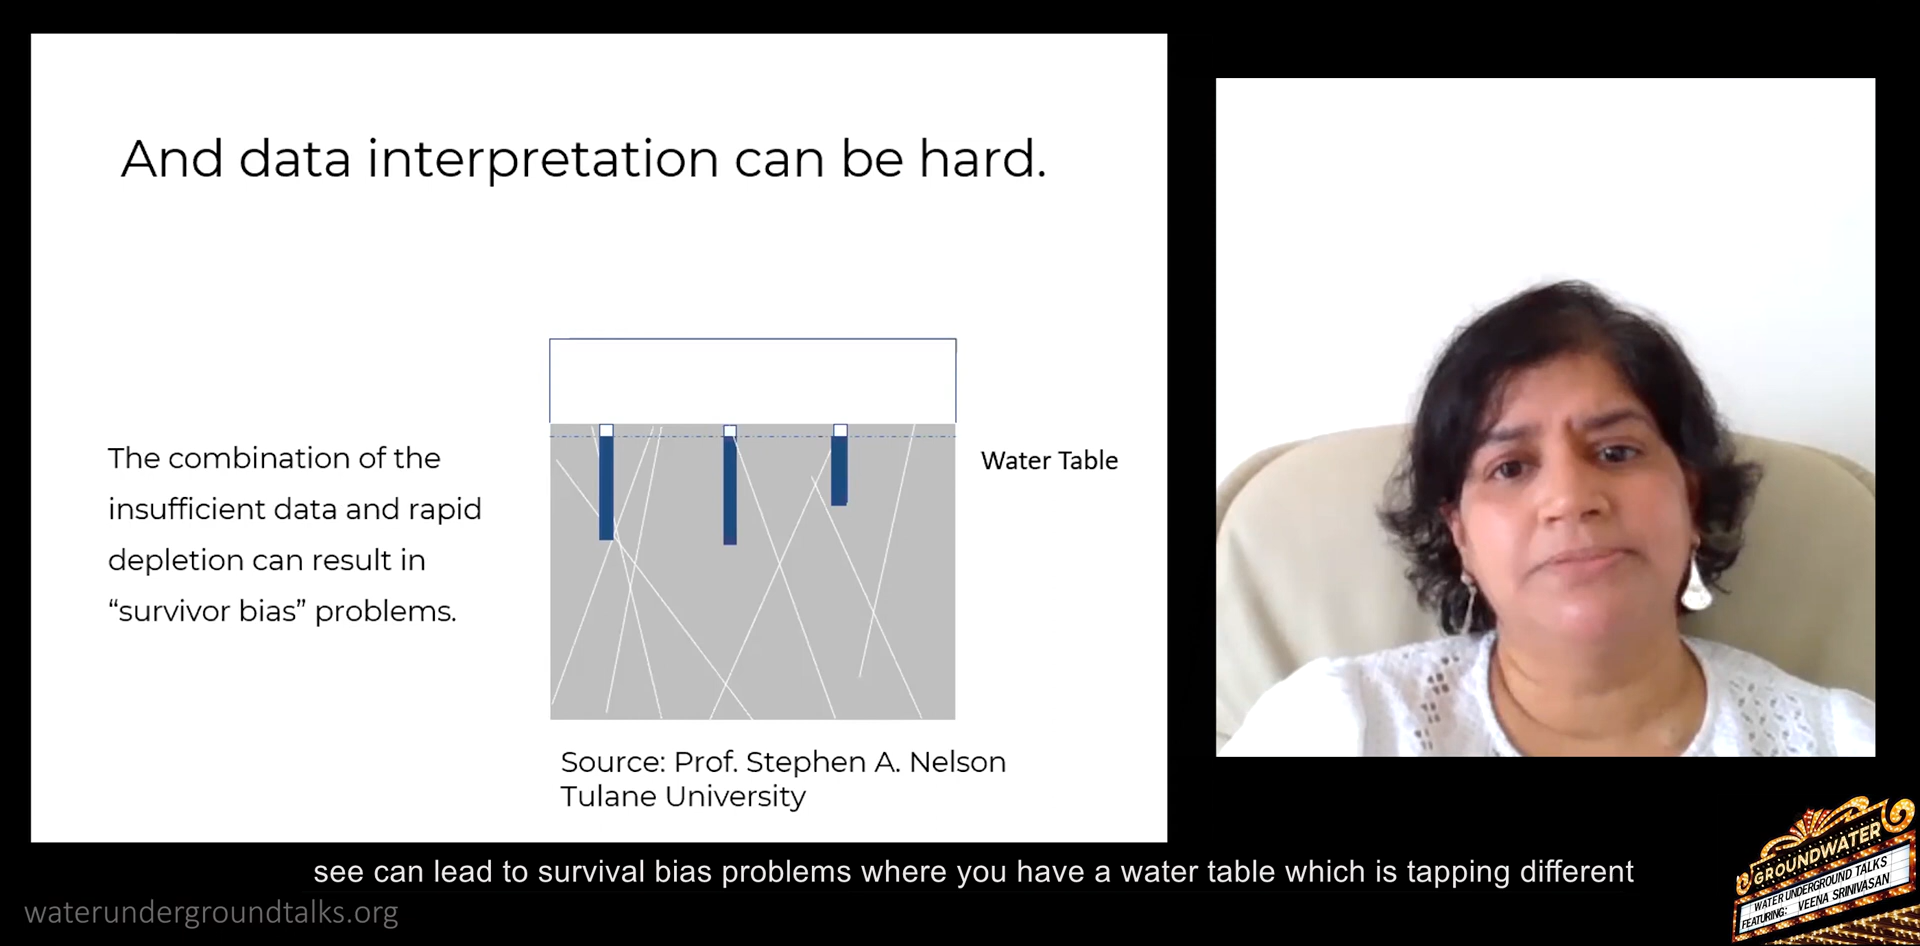 And data interpretation can be hard.
The combination of the
insufficient data and rapid
depletion can result in
“survivor bias” problems.
Water Table
Source: Prof. Stephen A. Nelson
Tulane University
see can lead to survival bias problems where you have a water table which is tapping different
waterundergroundtalks.org
GROUNDWATER
WATER UNDERGROUND TALKS
FEATURING: VEENA SRINIVASAN